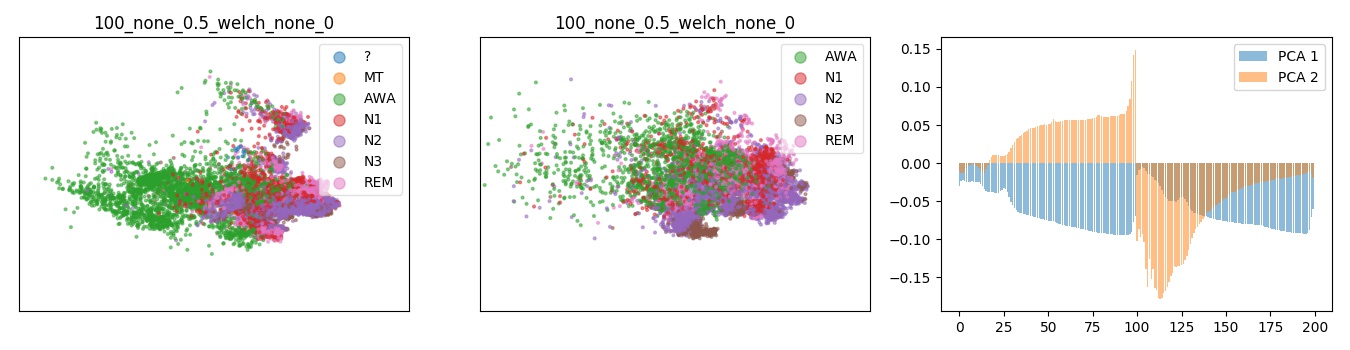 100_none_0.5_welch_none_0
?
MT
AWA
N1
N2
N3
REM
100_none_0.5_welch_none_0
AWA
N1
N2
N3
REM
PCA 1
PCA 2
0.15
0.10
0.05
0.00
−0.05
−0.10
−0.15
0 25 50 75 100 125 150 175 200